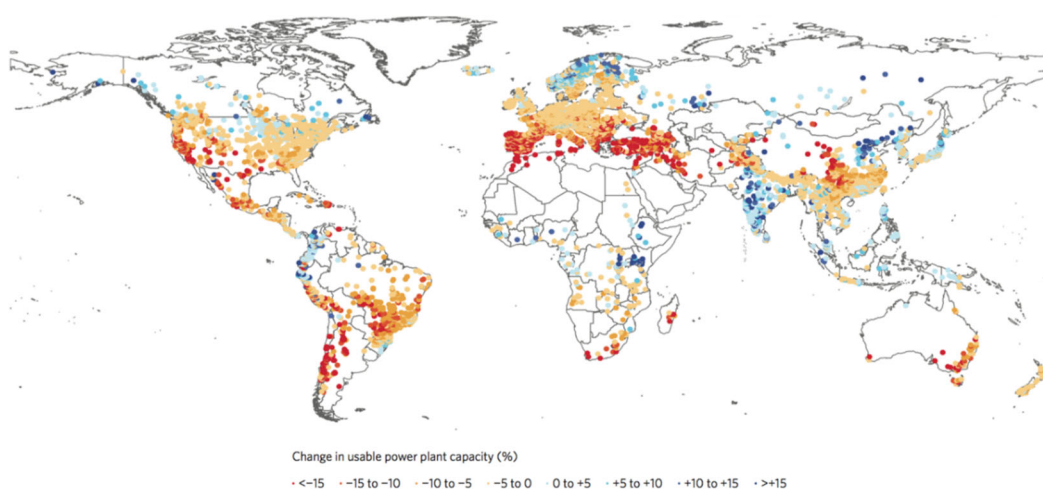 Change in usable power plant capacity (%)
<−15 −15 to −10 −10 to −5 −5 to 0 0 to +5 +5 to +10 +10 to +15 >+15